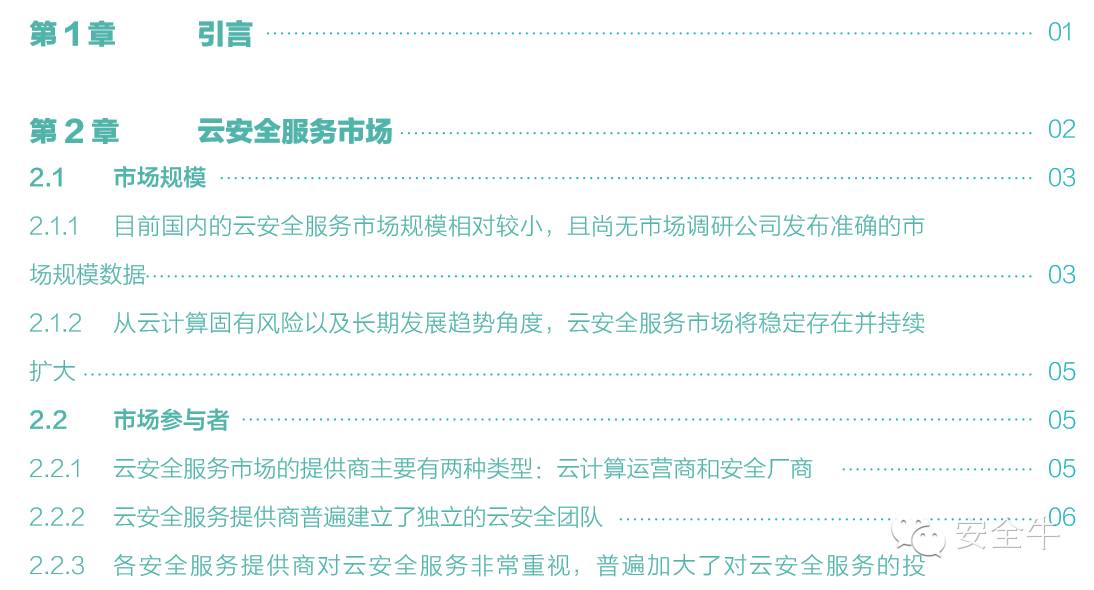 第1章 引言 01
第2章 云安全服务市场 02
2.1 市场规模 03
2.1.1 目前国内的云安全服务市场规模相对较小，且尚无市场调研公司发布准确的市
场规模数据 03
2.1.2 从云计算固有风险以及长期发展趋势角度，云安全服务市场将稳定存在并持续
扩大 05
2.2 市场参与者 05
2.2.1 云安全服务市场的提供商主要有两种类型：云计算运营商和安全厂商 05
2.2.2 云安全服务提供商普遍建立了独立的云安全团队 06
安全牛
2.2.3 各安全服务提供商对云安全服务非常重视，普遍加大了对云安全服务的投